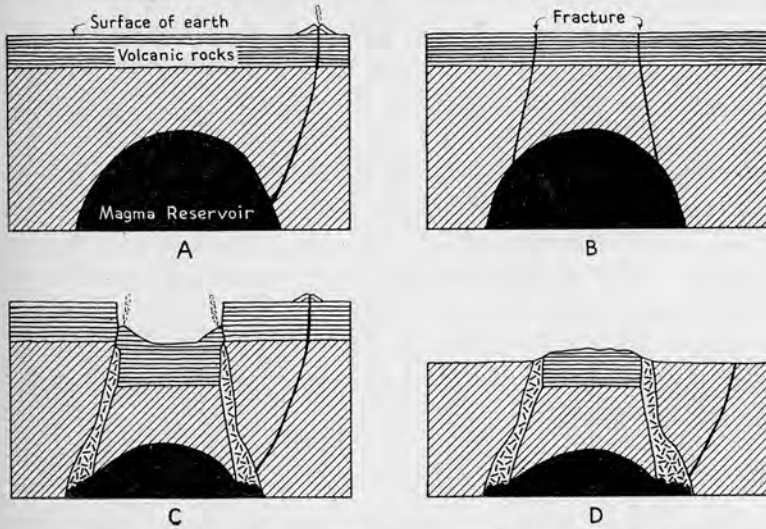 Surface of earth
Volcanic rocks
Magma Reservoir
A
Fracture
B
C
D